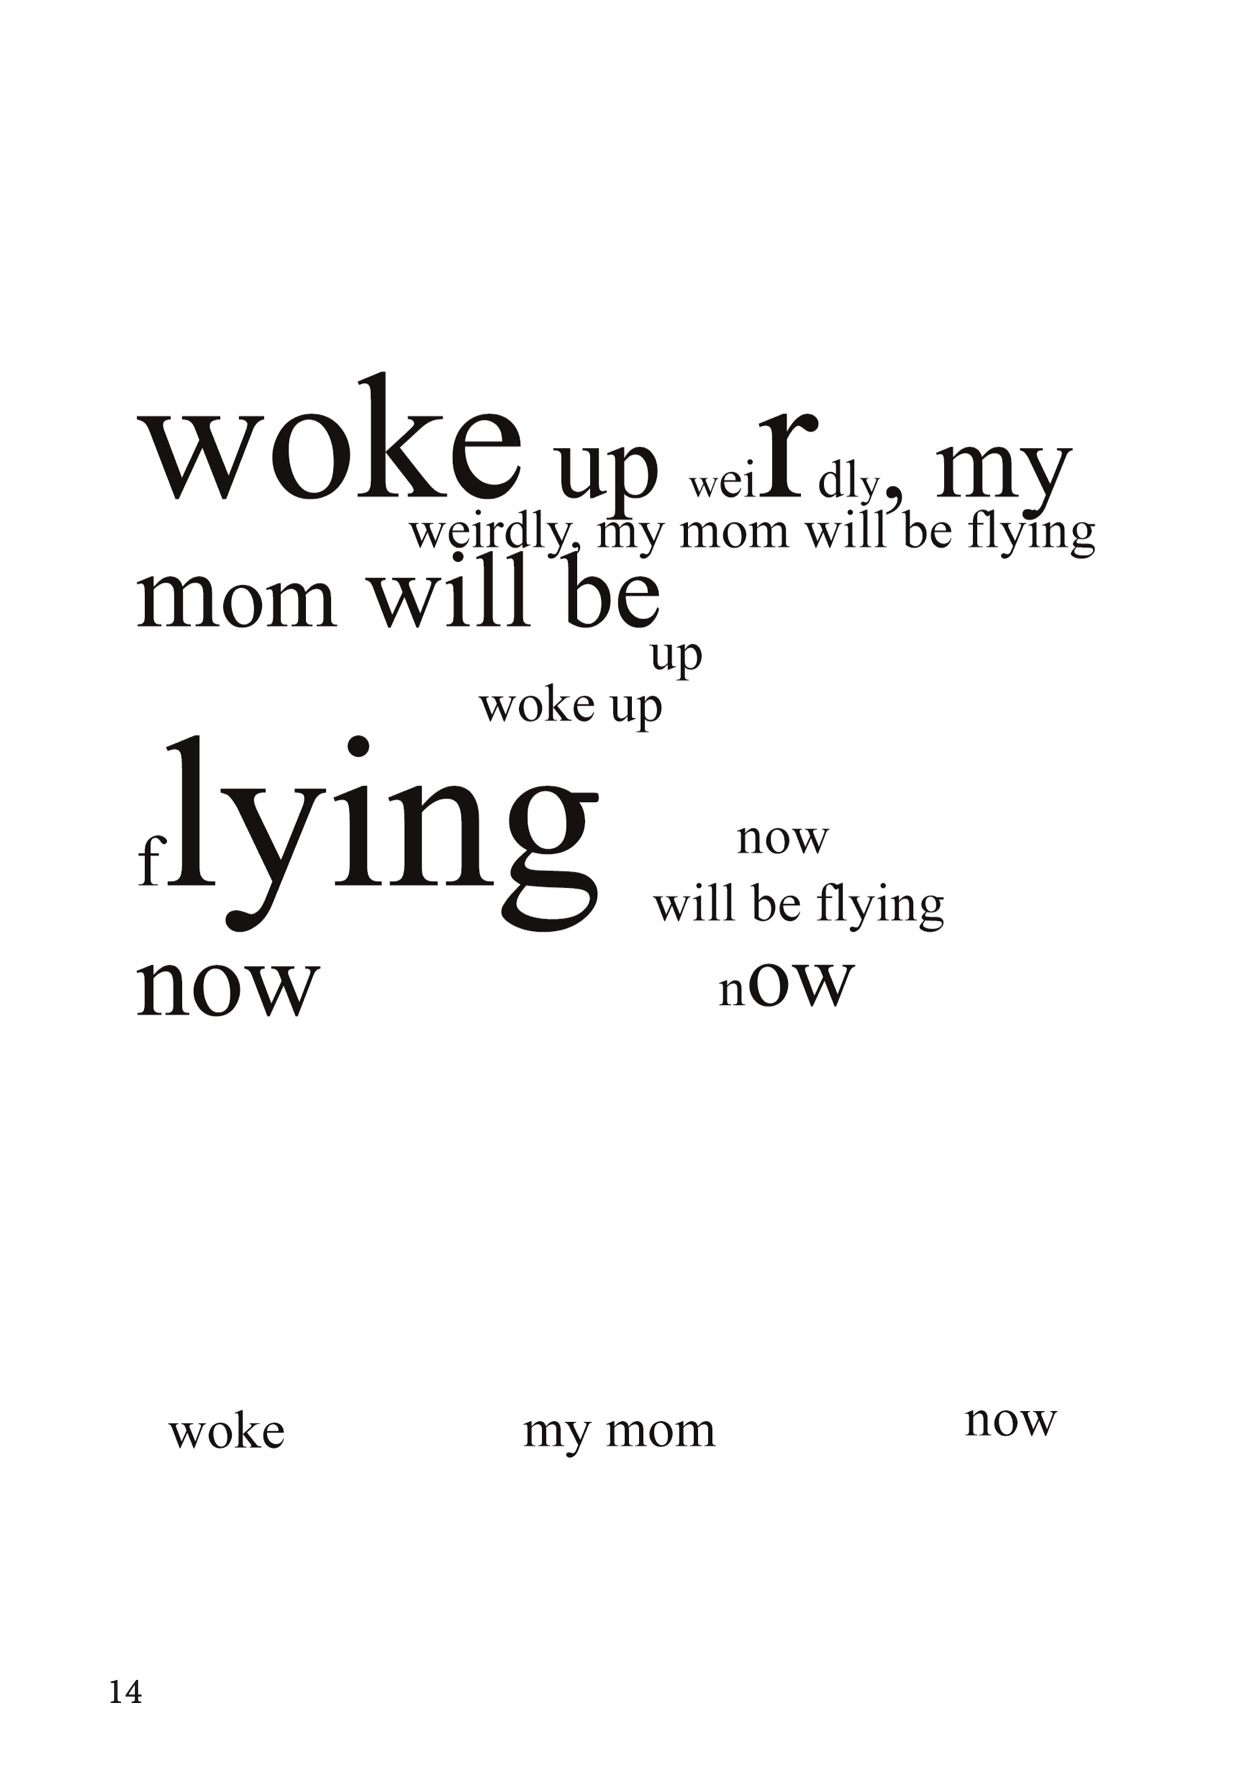 woke up weirdly, my
weirdly, my mom will be flying
mom will be
up
woke up
flying
now
will be flying
now
now
woke
my mom
now
14